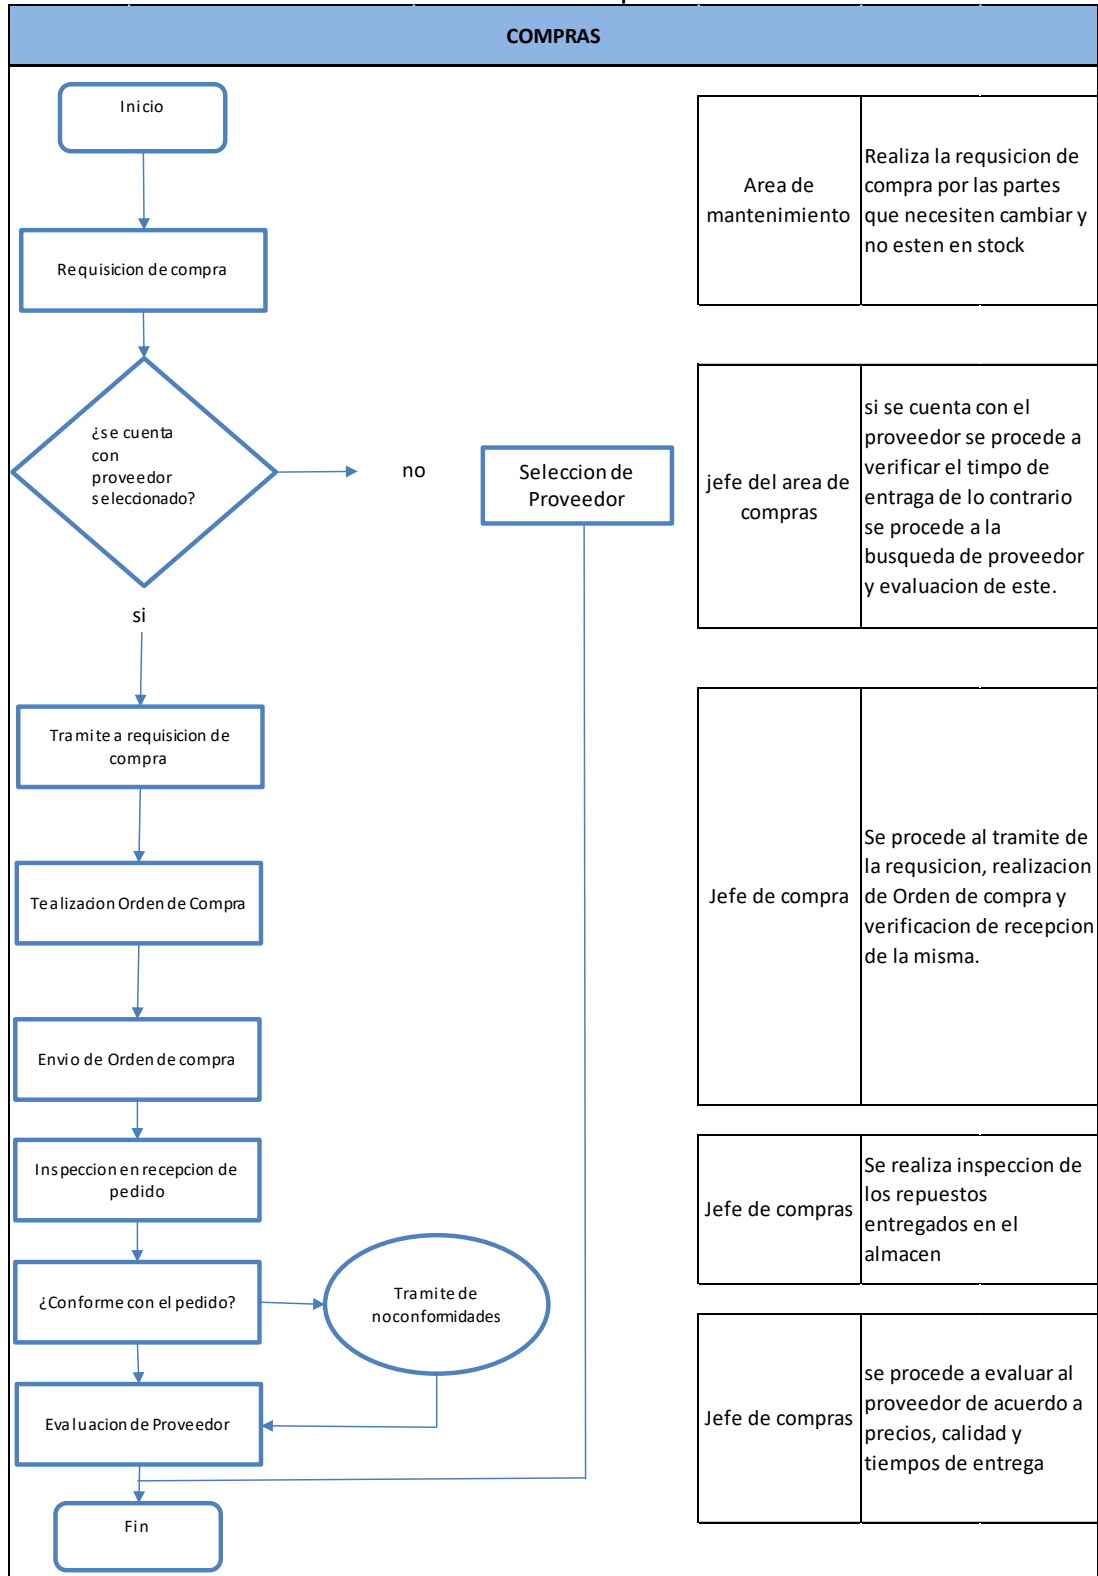 COMPRAS
Inicio
Area de
mantenimiento
Realiza la requsicion de
compra por las partes
que necesiten cambiar y
no esten en stock
Requisicion de compra
¿se cuenta
con
proveedor
seleccionado?
no
Seleccion de
Proveedor
jefe del area de
compras
si se cuenta con el
proveedor se procede a
verificar el timpo de
entraga de lo contrario
se procede a la
busqueda de proveedor
y evaluacion de este.
si
Tramite a requisicion de
compra
Tealizacion Orden de Compra
Jefe de compra
Se procede al tramite de
la requsicion, realizacion
de Orden de compra y
verificacion de recepcion
de la misma.
Envio de Orden de compra
Inspeccion en recepcion de
pedido
Jefe de compras
Se realiza inspeccion de
los repuestos
entregados en el
almacen
¿Conforme con el pedido?
Tramite de
noconformidades
Evaluacion de Proveedor
Jefe de compras
se procede a evaluar al
proveedor de acuerdo a
precios, calidad y
tiempos de entrega
Fin